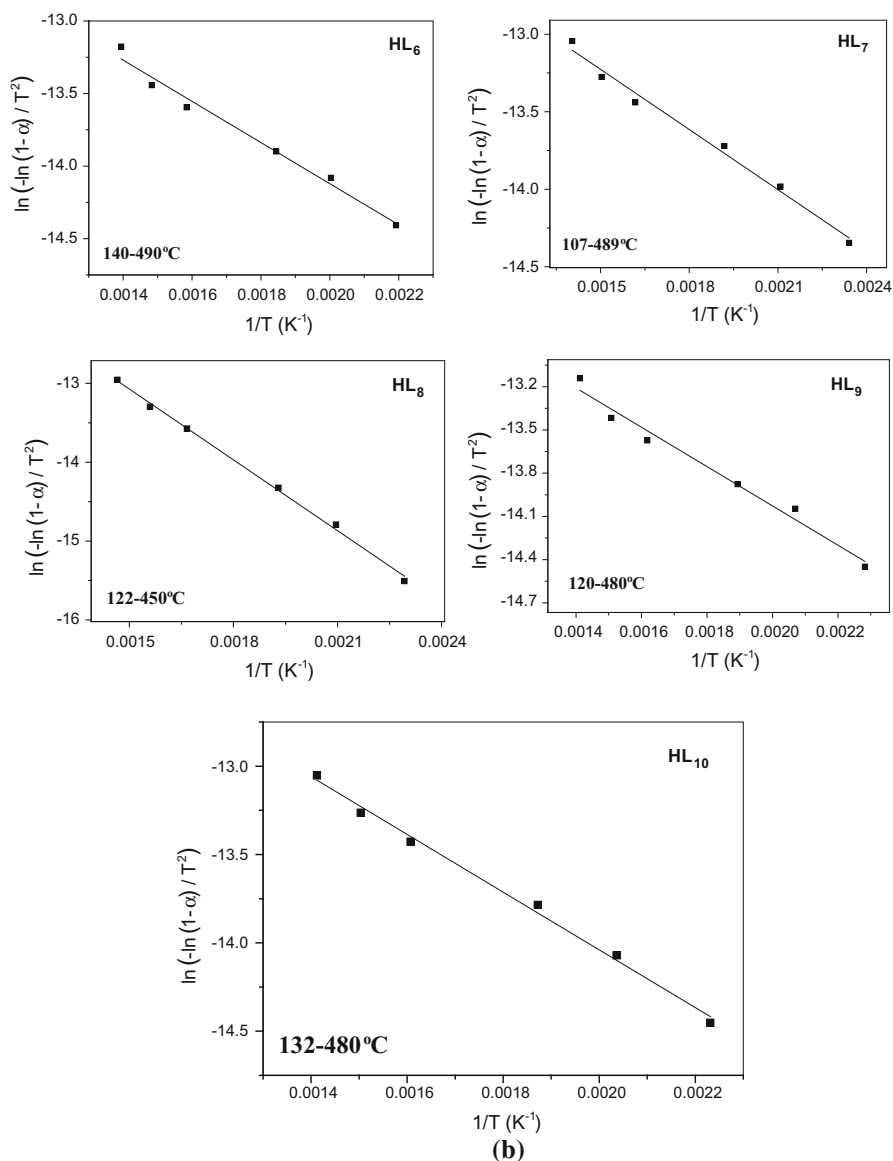 HL6
-13.0
-13.5
-14.0
-14.5
ln (-ln (1-α) / T²)
140-490ºC
0.0014 0.0016 0.0018 0.0020 0.0022
1/T (K⁻¹)
HL7
-13.0
-13.5
-14.0
-14.5
ln (-ln (1-α) / T²)
107-489ºC
0.0015 0.0018 0.0021 0.0024
1/T (K⁻¹)
HL8
-13
-14
-15
-16
ln (-ln (1-α) / T²)
122-450ºC
0.0015 0.0018 0.0021 0.0024
1/T (K⁻¹)
HL9
-13.2
-13.5
-13.8
-14.1
-14.4
-14.7
ln (-ln (1-α) / T²)
120-480ºC
0.0014 0.0016 0.0018 0.0020 0.0022
1/T (K⁻¹)
HL10
-13.0
-13.5
-14.0
-14.5
ln (-ln (1-α) / T²)
132-480ºC
0.0014 0.0016 0.0018 0.0020 0.0022
1/T (K⁻¹)
(b)